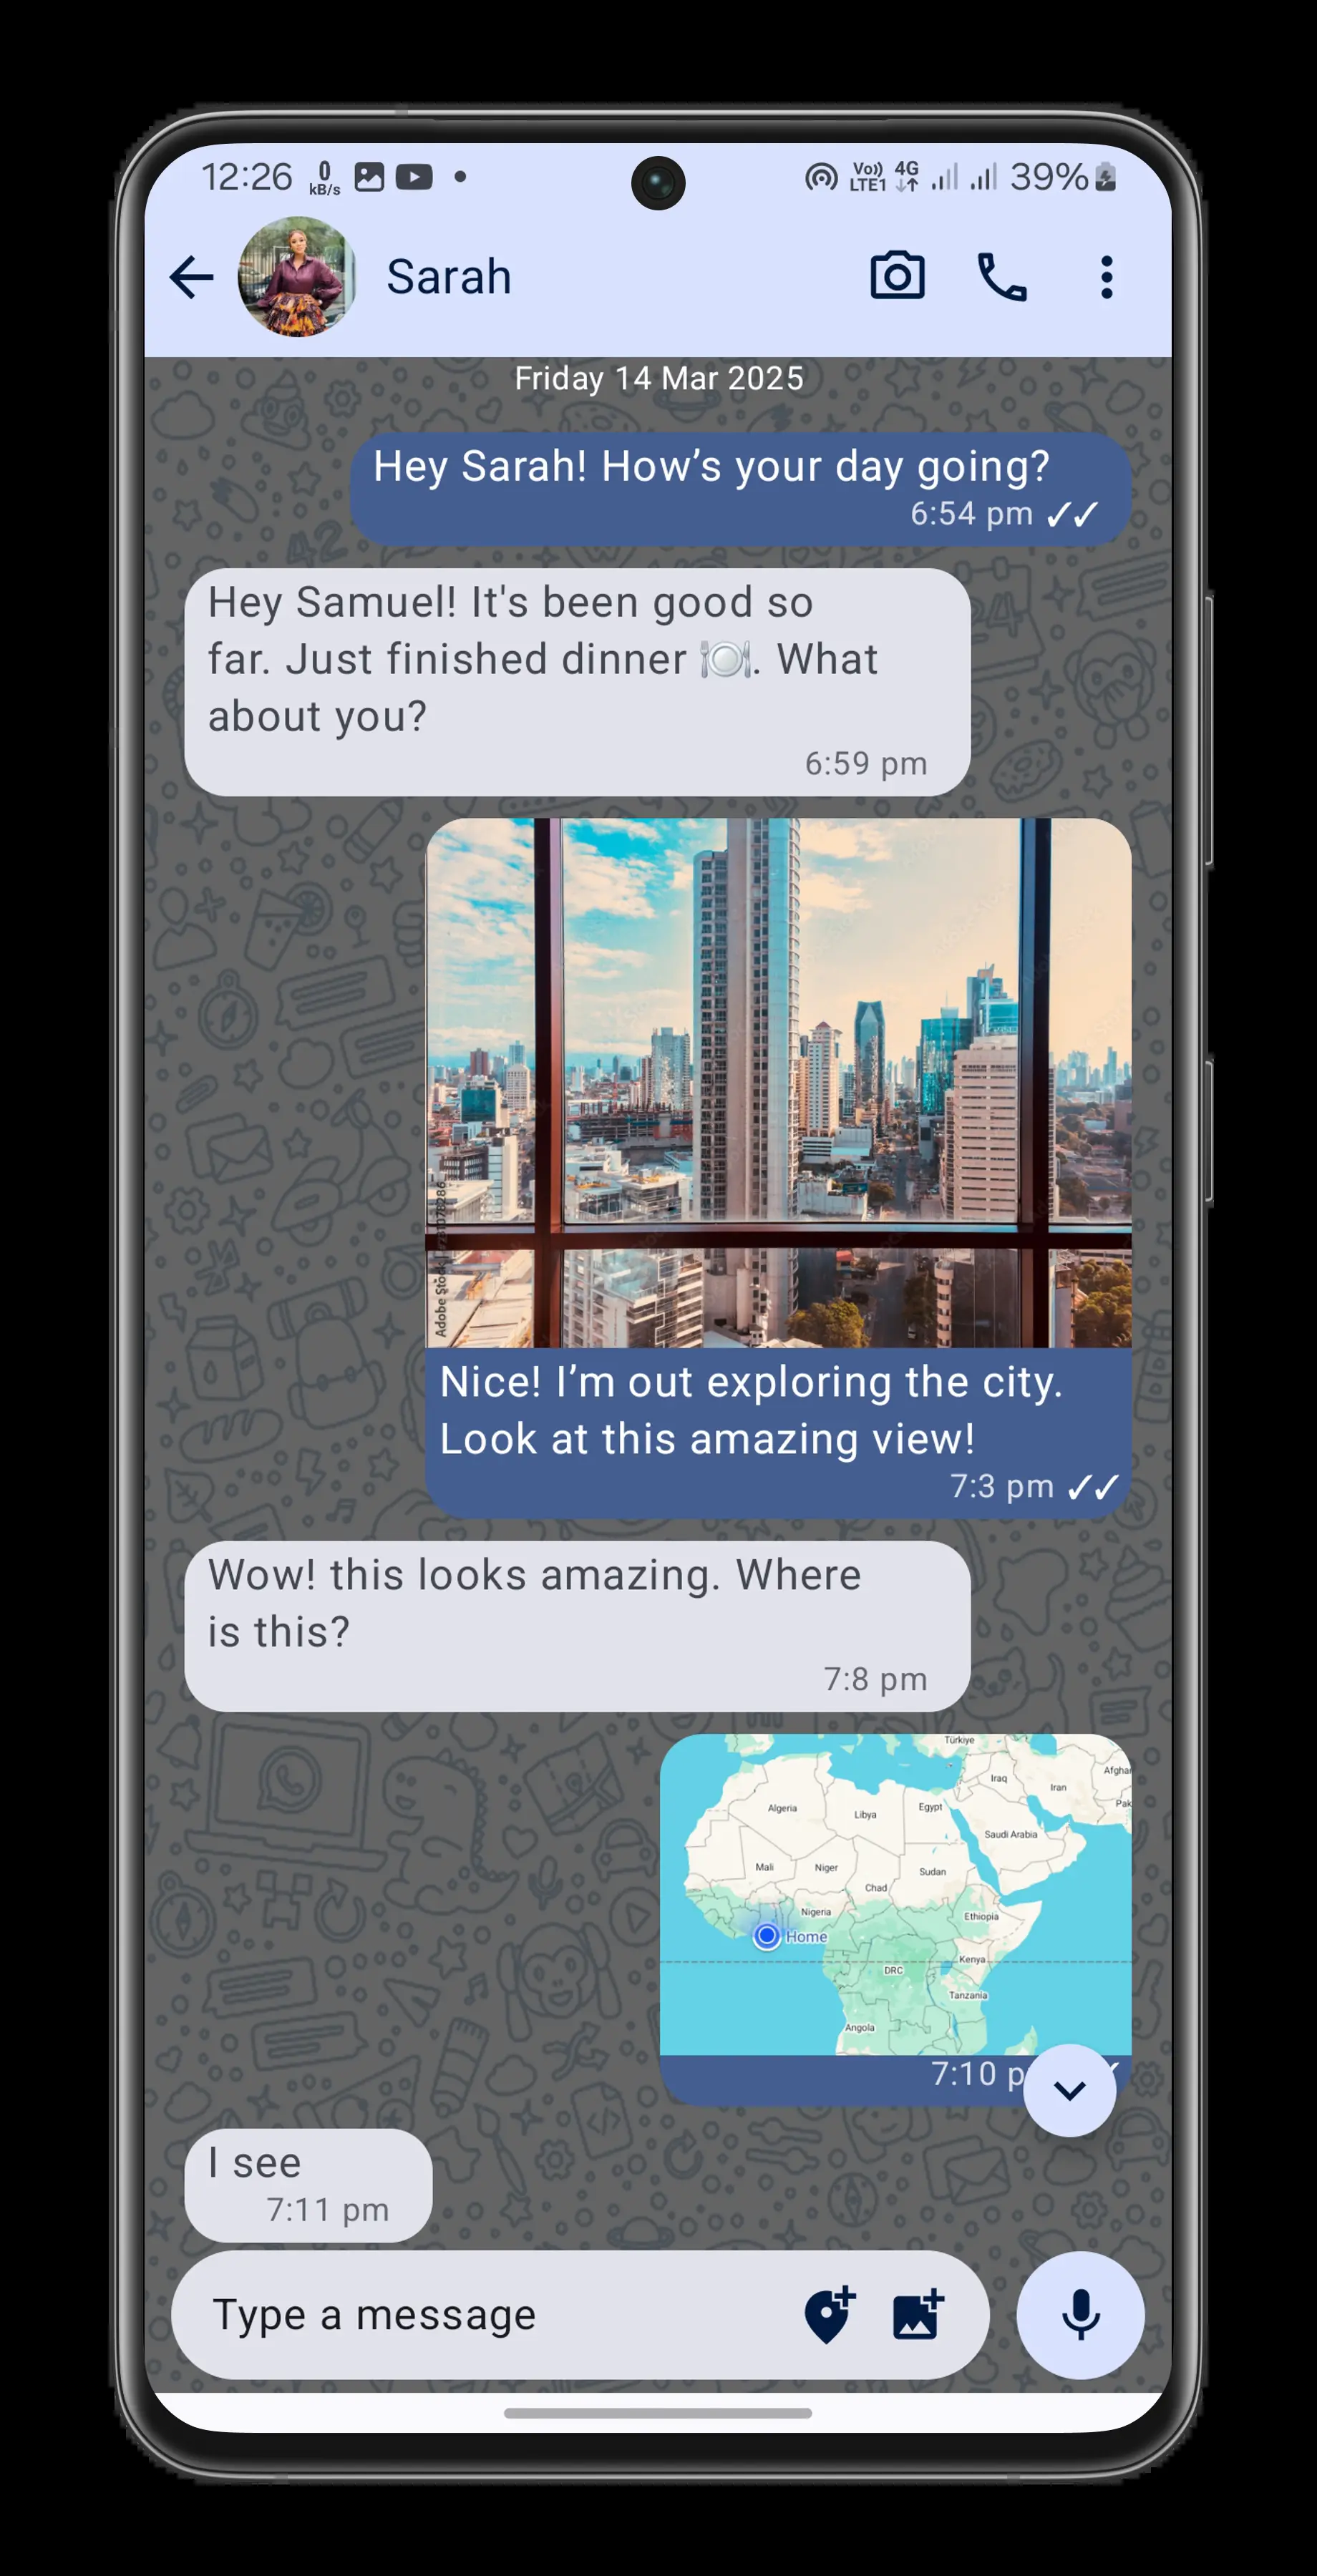 12:26 0 kB/s Vo)) LTE1 4G 39%
Sarah
Friday 14 Mar 2025
Hey Sarah! How’s your day going?
6:54 pm ✓✓
Hey Samuel! It's been good so
far. Just finished dinner 🍽️. What
about you?
6:59 pm
Adobe Stock
Nice! I’m out exploring the city.
Look at this amazing view!
7:3 pm ✓✓
Wow! this looks amazing. Where
is this?
7:8 pm
Türkiye
Afghan
Iraq
Iran
Pak
Algeria
Libya
Egypt
Saudi Arabia
Mali
Niger
Sudan
Chad
Nigeria
Ethiopia
Home
Kenya
DRC
Tanzania
Angola
7:10 p
I see
7:11 pm
Type a message